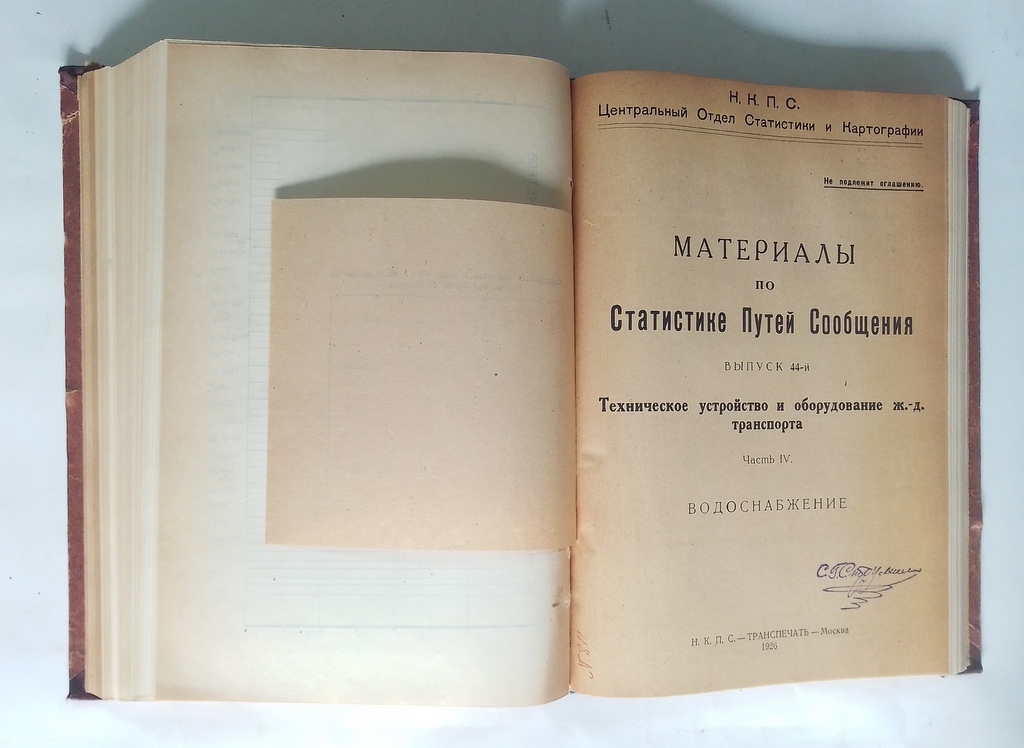 Н. К. П. С.
Центральный Отдел Статистики и Картографии
Не подлежит оглашению.
МАТЕРИАЛЫ
по
Статистике Путей Сообщения
ВЫПУСК 44-й
Техническое устройство и оборудование ж.-д.
транспорта
Часть IV.
ВОДОСНАБЖЕНИЕ
Н. К. П. С.—ТРАНСПЕЧАТЬ—Москва
1926